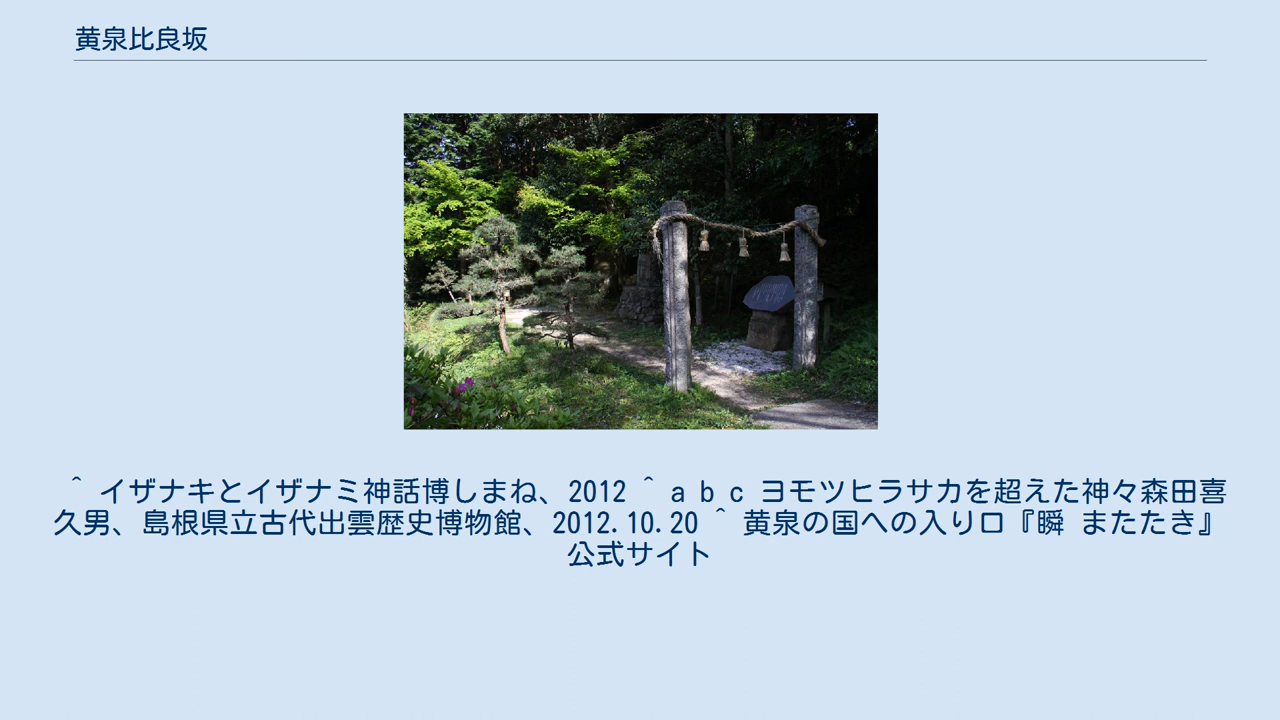 黄泉比良坂
^ イザナキとイザナミ神話博しまね、2012 ^ a b c ヨモツヒラサカを超えた神々森田喜
久男、島根県立古代出雲歴史博物館、2012.10.20 ^ 黄泉の国への入り口『瞬 またたき』
公式サイト